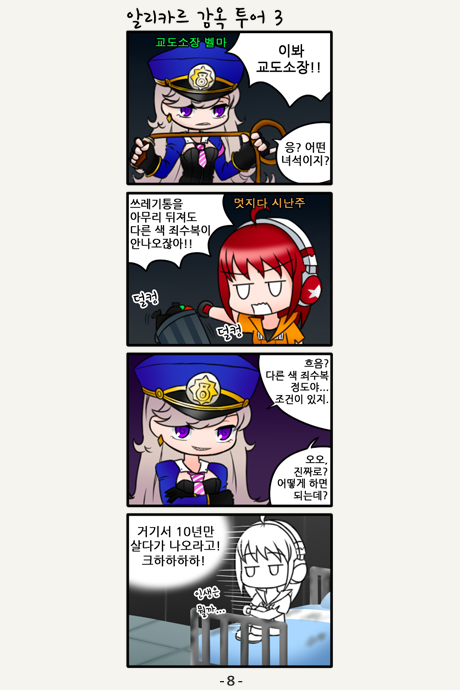 알리카르 감옥 투어 3
교도소장 벨마
이봐
교도소장!!
응? 어떤
녀석이지?
쓰레기통을
아무리 뒤져도
다른 색 죄수복이
안나오잖아!!
멋지다 시난주
덜컹
덜컹
흐음?
다른 색 죄수복
정도야...
조건이 있지.
오오,
진짜로?
어떻게 하면
되는데?
거기서 10년만
살다가 나오라고!
크하하하하!
인생은
뭘까...
-8-